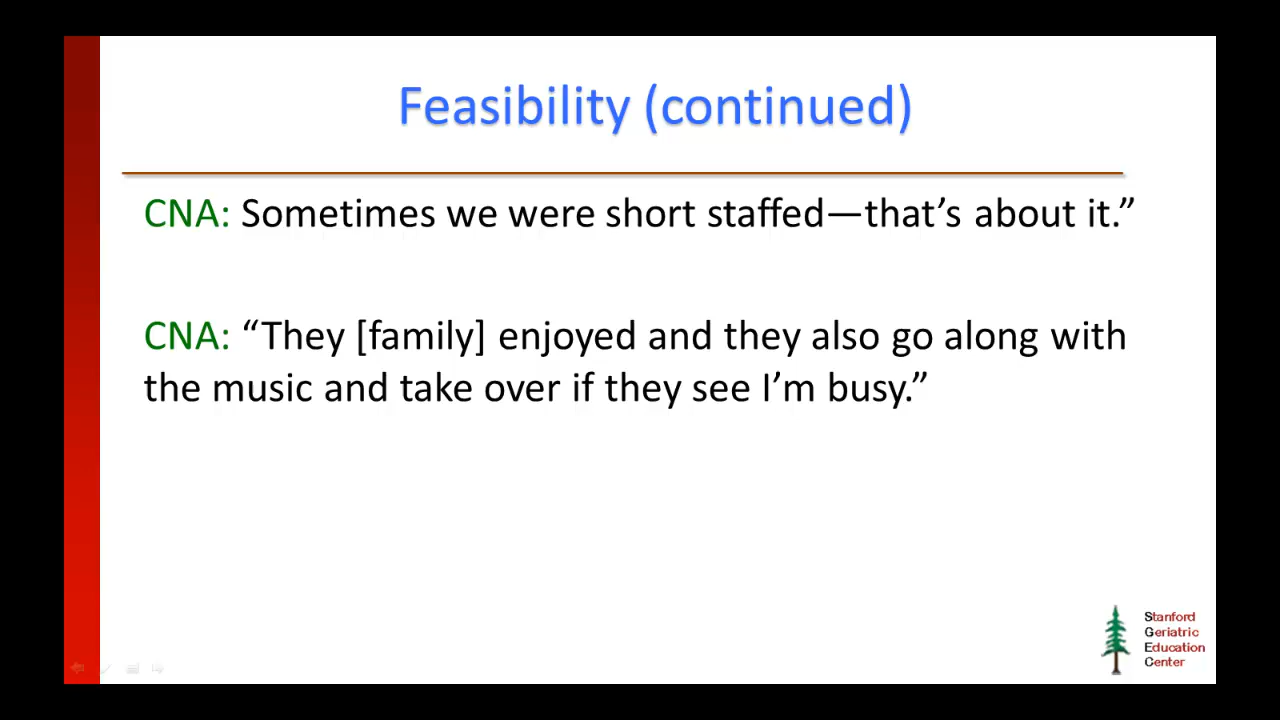 Feasibility (continued)
CNA: Sometimes we were short staffed—that’s about it.”
CNA: “They [family] enjoyed and they also go along with
the music and take over if they see I’m busy.”
Stanford
Geriatric
Education
Center